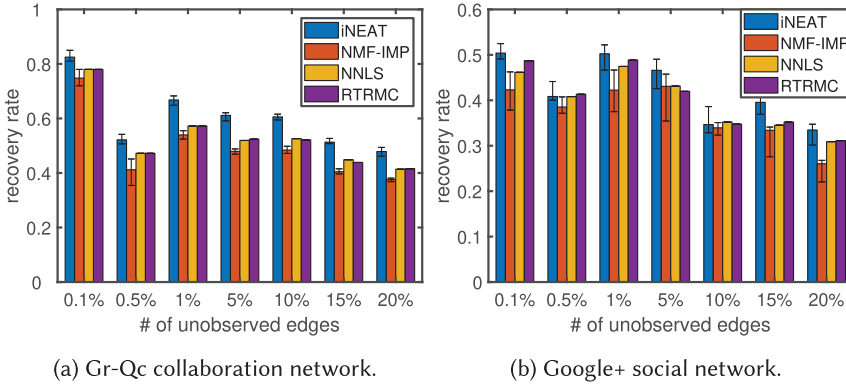 1
0.8
0.6
0.4
0.2
0
recovery rate
0.1% 0.5% 1% 5% 10% 15% 20%
# of unobserved edges
iNEAT
NMF-IMP
NNLS
RTRMC
(a) Gr-Qc collaboration network.
0.6
0.5
0.4
0.3
0.2
0.1
0
recovery rate
0.1% 0.5% 1% 5% 10% 15% 20%
# of unobserved edges
iNEAT
NMF-IMP
NNLS
RTRMC
(b) Google+ social network.